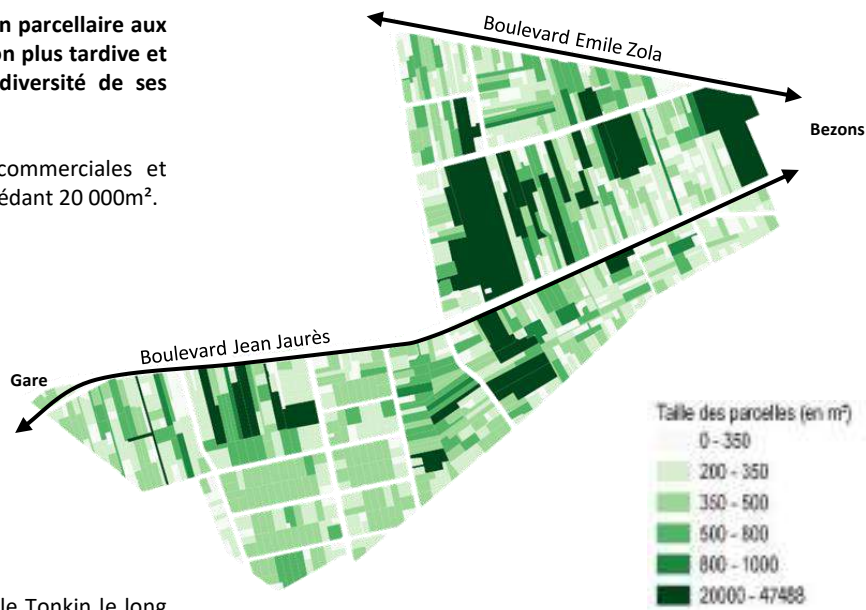 n parcellaire aux
on plus tardive et
diversité de ses
commerciales et
édant 20 000m².
Boulevard Emile Zola
Bezons
Boulevard Jean Jaurès
Gare
Taille des parcelles (en m²)
0 - 350
200 - 350
350 - 500
500 - 800
800 - 1000
20000 - 47488
le Tonkin le long